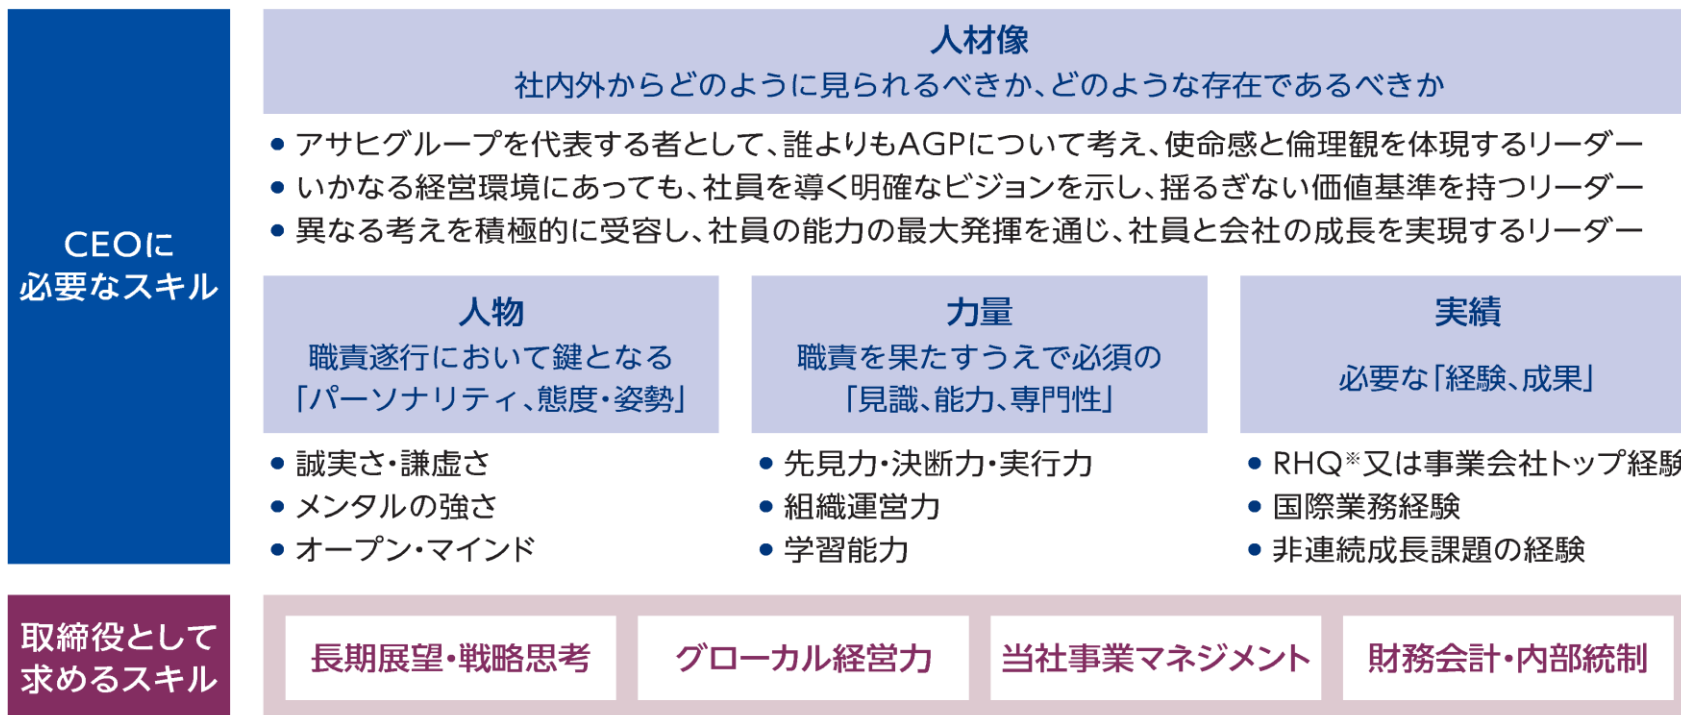 CEOに
必要なスキル
人材像
社内外からどのように見られるべきか、どのような存在であるべきか
• アサヒグループを代表する者として、誰よりもAGPについて考え、使命感と倫理観を体現するリーダー
• いかなる経営環境にあっても、社員を導く明確なビジョンを示し、揺るぎない価値基準を持つリーダー
• 異なる考えを積極的に受容し、社員の能力の最大発揮を通じ、社員と会社の成長を実現するリーダー
人物
職責遂行において鍵となる
「パーソナリティ、態度・姿勢」
• 誠実さ・謙虚さ
• メンタルの強さ
• オープン・マインド
力量
職責を果たすうえで必須の
「見識、能力、専門性」
• 先見力・決断力・実行力
• 組織運営力
• 学習能力
実績
必要な「経験、成果」
• RHQ※又は事業会社トップ経験
• 国際業務経験
• 非連続成長課題の経験
取締役として
求めるスキル
長期展望・戦略思考
グローカル経営力
当社事業マネジメント
財務会計・内部統制